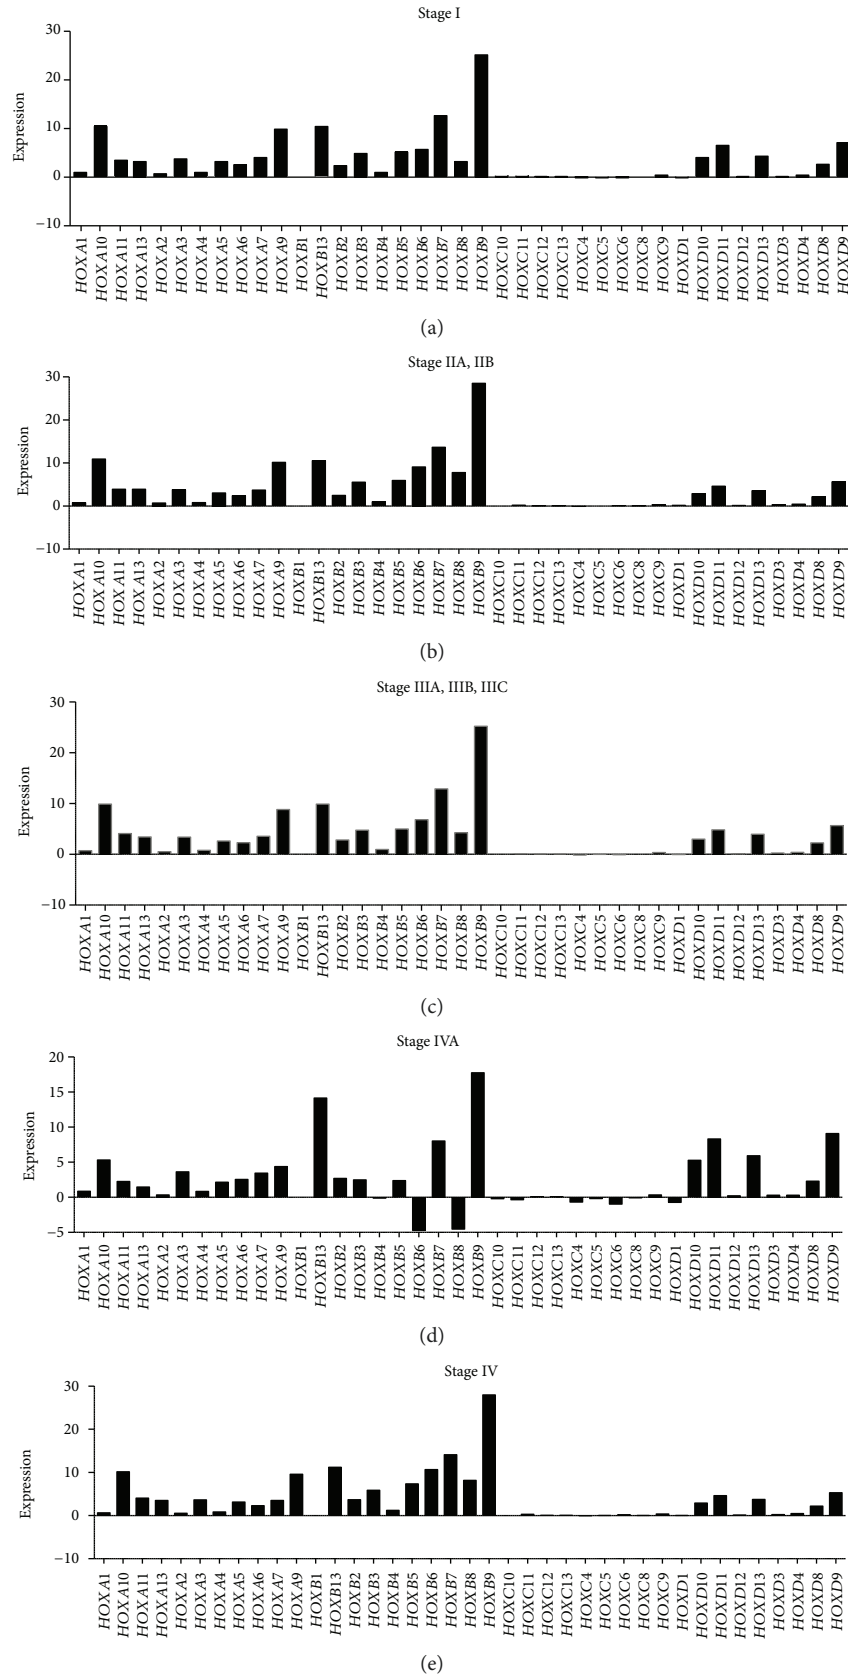 Stage I
30
20
10
0
−10
Expression
HOXA1
HOXA10
HOXA11
HOXA13
HOXA2
HOXA3
HOXA4
HOXA5
HOXA6
HOXA7
HOXA9
HOXB1
HOXB13
HOXB2
HOXB3
HOXB4
HOXB5
HOXB6
HOXB7
HOXB8
HOXB9
HOXC10
HOXC11
HOXC12
HOXC13
HOXC4
HOXC5
HOXC6
HOXC8
HOXC9
HOXD1
HOXD10
HOXD11
HOXD12
HOXD13
HOXD3
HOXD4
HOXD8
HOXD9
(a)
Stage IIA, IIB
30
20
10
0
−10
Expression
HOXA1
HOXA10
HOXA11
HOXA13
HOXA2
HOXA3
HOXA4
HOXA5
HOXA6
HOXA7
HOXA9
HOXB1
HOXB13
HOXB2
HOXB3
HOXB4
HOXB5
HOXB6
HOXB7
HOXB8
HOXB9
HOXC10
HOXC11
HOXC12
HOXC13
HOXC4
HOXC5
HOXC6
HOXC8
HOXC9
HOXD1
HOXD10
HOXD11
HOXD12
HOXD13
HOXD3
HOXD4
HOXD8
HOXD9
(b)
Stage IIIA, IIIB, IIIC
30
20
10
0
−10
Expression
HOXA1
HOXA10
HOXA11
HOXA13
HOXA2
HOXA3
HOXA4
HOXA5
HOXA6
HOXA7
HOXA9
HOXB1
HOXB13
HOXB2
HOXB3
HOXB4
HOXB5
HOXB6
HOXB7
HOXB8
HOXB9
HOXC10
HOXC11
HOXC12
HOXC13
HOXC4
HOXC5
HOXC6
HOXC8
HOXC9
HOXD1
HOXD10
HOXD11
HOXD12
HOXD13
HOXD3
HOXD4
HOXD8
HOXD9
(c)
Stage IVA
20
15
10
5
0
−5
Expression
HOXA1
HOXA10
HOXA11
HOXA13
HOXA2
HOXA3
HOXA4
HOXA5
HOXA6
HOXA7
HOXA9
HOXB1
HOXB13
HOXB2
HOXB3
HOXB4
HOXB5
HOXB6
HOXB7
HOXB8
HOXB9
HOXC10
HOXC11
HOXC12
HOXC13
HOXC4
HOXC5
HOXC6
HOXC8
HOXC9
HOXD1
HOXD10
HOXD11
HOXD12
HOXD13
HOXD3
HOXD4
HOXD8
HOXD9
(d)
Stage IV
30
20
10
0
−10
Expression
HOXA1
HOXA10
HOXA11
HOXA13
HOXA2
HOXA3
HOXA4
HOXA5
HOXA6
HOXA7
HOXA9
HOXB1
HOXB13
HOXB2
HOXB3
HOXB4
HOXB5
HOXB6
HOXB7
HOXB8
HOXB9
HOXC10
HOXC11
HOXC12
HOXC13
HOXC4
HOXC5
HOXC6
HOXC8
HOXC9
HOXD1
HOXD10
HOXD11
HOXD12
HOXD13
HOXD3
HOXD4
HOXD8
HOXD9
(e)